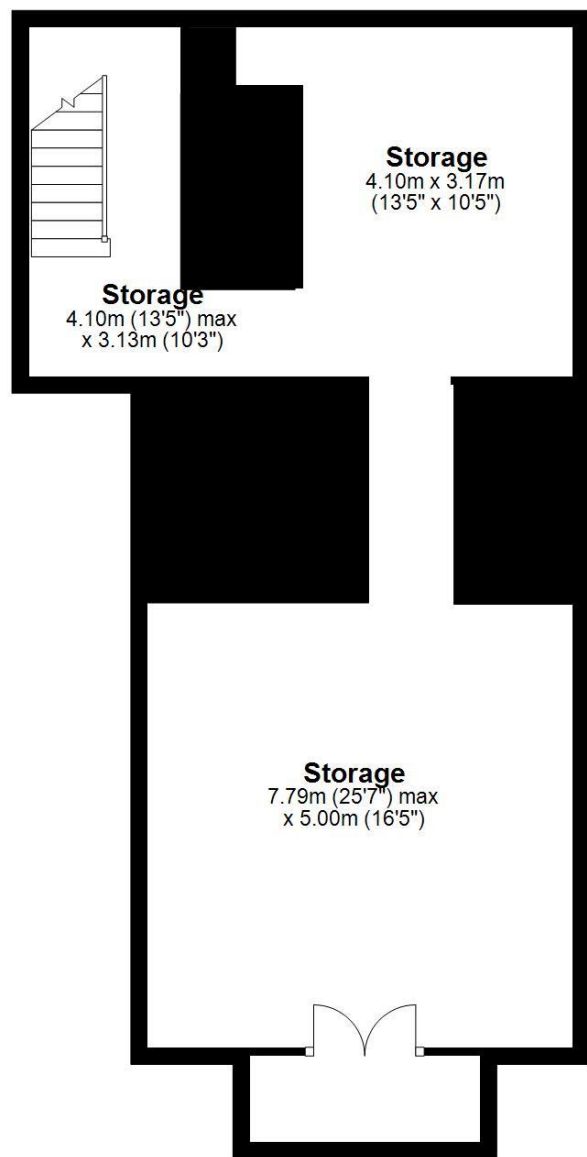 Storage
4.10m x 3.17m
(13'5" x 10'5")
Storage
4.10m (13'5") max
x 3.13m (10'3")
Storage
7.79m (25'7") max
x 5.00m (16'5")